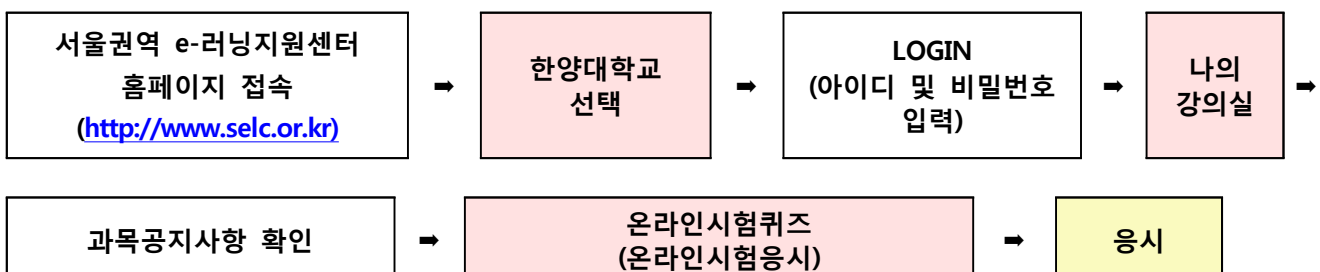 서울권역 e-러닝지원센터
홈페이지 접속
(http://www.selc.or.kr)
➡
한양대학교
선택
➡
LOGIN
(아이디 및 비밀번호
입력)
➡
나의
강의실
➡
과목공지사항 확인
➡
온라인시험퀴즈
(온라인시험응시)
➡
응시